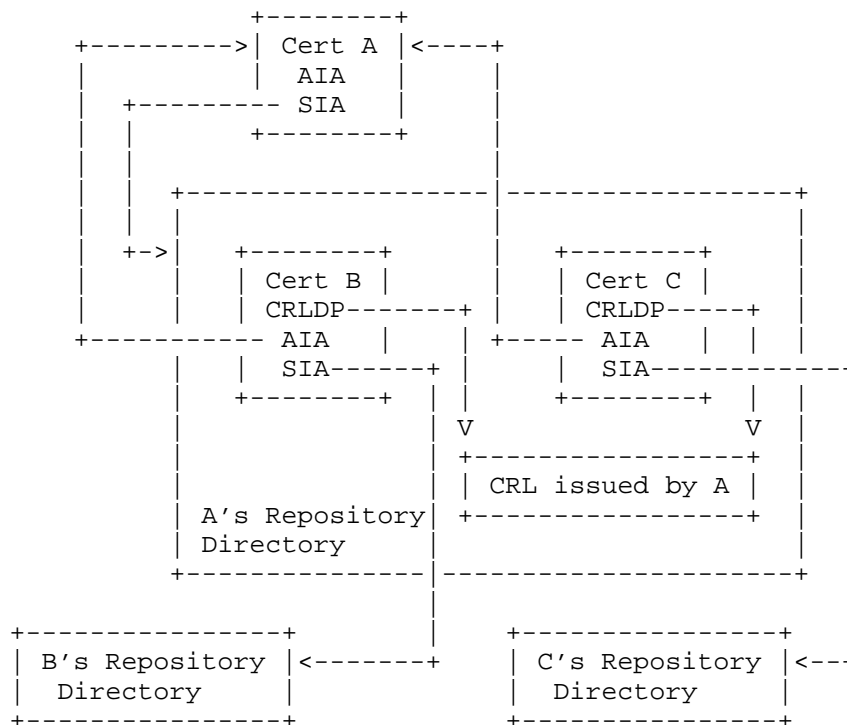 Cert A
AIA
SIA
Cert B Cert C
CRLDP CRLDP
AIA AIA
SIA SIA
V V
CRL issued by A
A's Repository
Directory
B's Repository C's Repository
Directory Directory